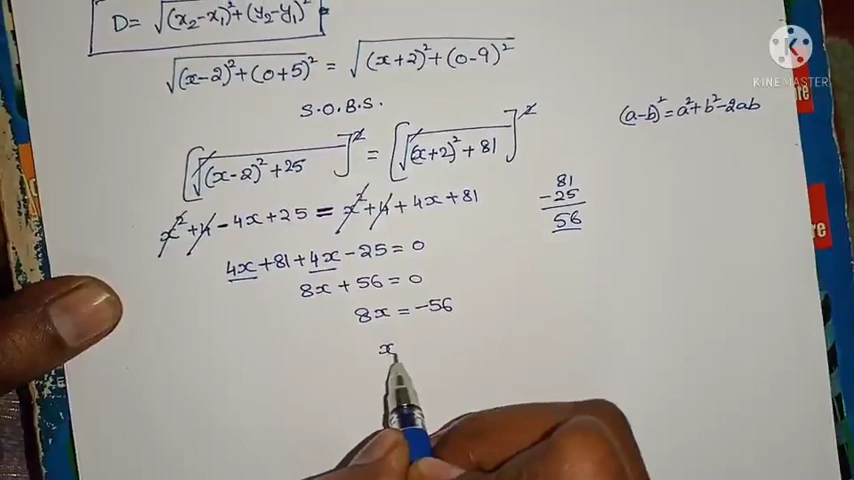 D= √(x₂-x₁)²+(y₂-y₁)²
√(x-2)²+(0+5)² = √(x+2)²+(0-9)²
S.O.B.S.
(a-b)²=a²+b²-2ab
[√(x-2)²+25]² = [√(x+2)²+81]²
x²+4-4x+25 = x²+4+4x+81
81
-25
56
4x+81+4x-25=0
8x+56=0
8x=-56
x
KINEMASTER